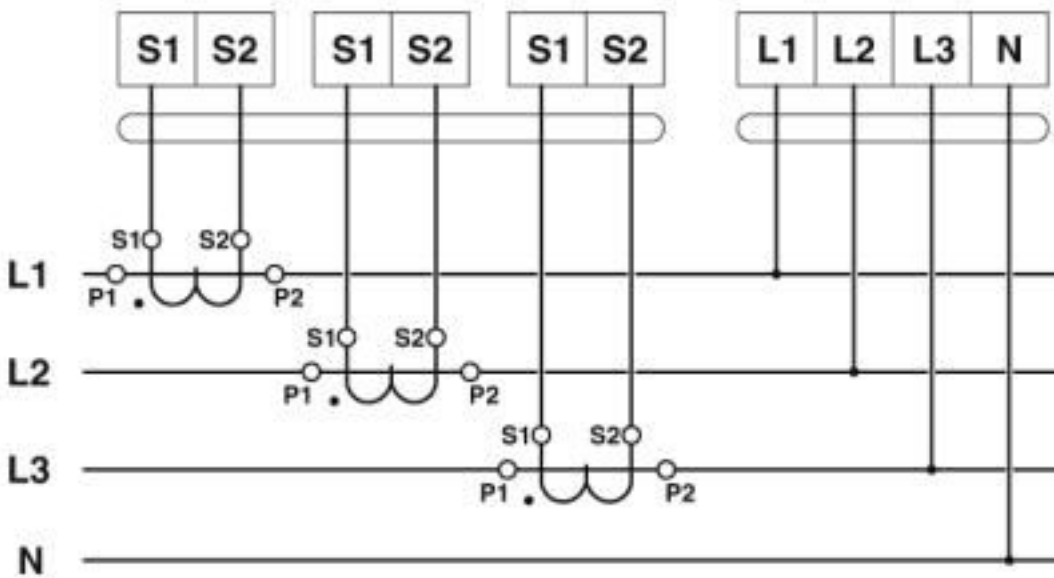 S1 S2 S1 S2 S1 S2 L1 L2 L3 N
S1 S2
L1
P1 P2
S1 S2
L2
P1 P2
S1 S2
L3
P1 P2
N